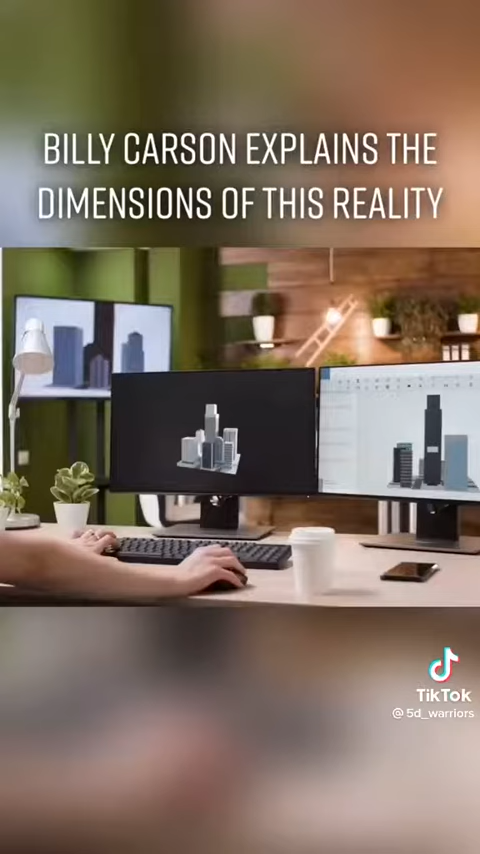 BILLY CARSON EXPLAINS THE
DIMENSIONS OF THIS REALITY
TikTok
@ 5d_warriors